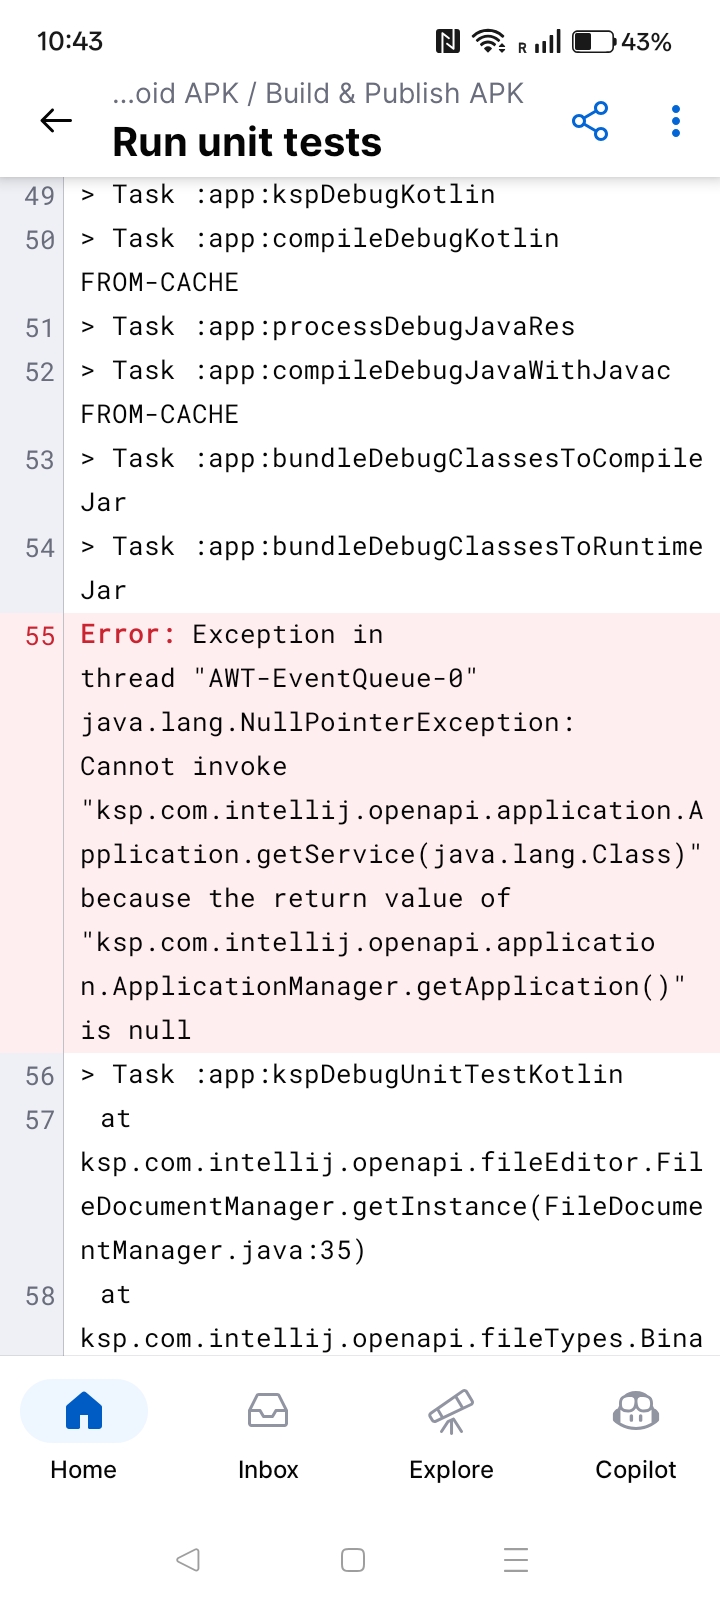 10:43
R
43%
...oid APK / Build & Publish APK
Run unit tests
49 > Task :app:kspDebugKotlin
50 > Task :app:compileDebugKotlin
FROM-CACHE
51 > Task :app:processDebugJavaRes
52 > Task :app:compileDebugJavaWithJavac
FROM-CACHE
53 > Task :app:bundleDebugClassesToCompile
Jar
54 > Task :app:bundleDebugClassesToRuntime
Jar
55 Error: Exception in
thread "AWT-EventQueue-0"
java.lang.NullPointerException:
Cannot invoke
"ksp.com.intellij.openapi.application.A
pplication.getService(java.lang.Class)"
because the return value of
"ksp.com.intellij.openapi.applicatio
n.ApplicationManager.getApplication()"
is null
56 > Task :app:kspDebugUnitTestKotlin
57 at
ksp.com.intellij.openapi.fileEditor.Fil
eDocumentManager.getInstance(FileDocume
ntManager.java:35)
58 at
ksp.com.intellij.openapi.fileTypes.Bina
Home
Inbox
Explore
Copilot